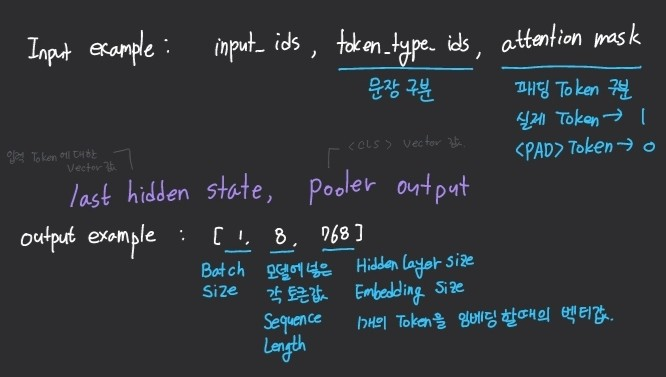 Input example : input_ids , token_type_ids, attention mask
문장 구분
패딩 Token 구분
실제 Token → 1
<PAD> Token → 0
입력 Token에 대한
Vector 값
<CLS> Vector 값.
last hidden state, pooler output
output example : [ 1, 8, 768 ]
Batch
Size
모델에 넣은
각 토큰값
Sequence
Length
Hidden Layer Size
Embedding Size
1개의 Token을 임베딩 할때의 벡터값.